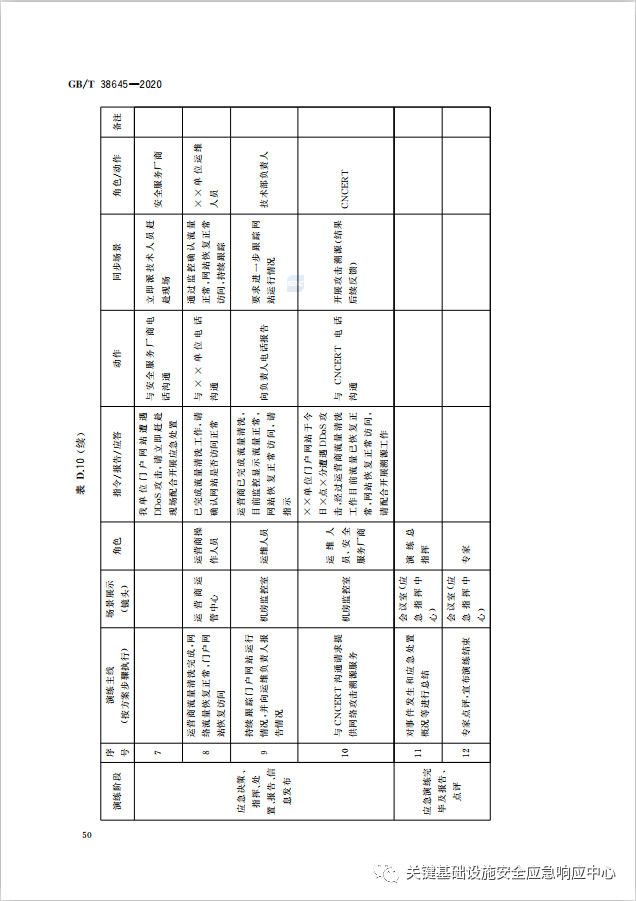 GB/T 38645—2020
表 D.10（续）
演练阶段
序
号
演练主线
(按方案步骤执行)
场景展示
(镜头)
角色
指令/报告/应答
动作
同步场景
角色/动作
备注
应急决策、
指挥、处
置、报告、信
息发布
7
我单位门户网站遭遇
DDoS 攻击,请立即赶赴
现场配合开展应急处置
与安全服务厂商电
话沟通
立即派技术人员赶
赴现场
安全服务厂商
8
运营商流量清洗完成,网
络流量恢复正常,门户网
站恢复访问
运营商运
管中心
运营商操
作人员
已完成流量清洗工作,请
确认网站是否访问正常
与××单位电话
沟通
通过监控确认流量
正常,网站恢复正常
访问,持续跟踪
××单位运维
人员
9
持续跟踪门户网站运行
情况,并向运维负责人报
告情况
机房监控室
运维人员
运营商已完成流量清洗,
目前监控显示流量正常,
网站恢复正常访问,请
指示
向负责人电话报告
要求进一步跟踪网
站运行情况
技术部负责人
10
与CNCERT沟通请求提
供网络攻击溯源服务
机房监控室
运维人
员、安全
服务厂商
××单位门户网站于今
日×点×分遭遇DDoS攻
击,经过运营商流量清洗
工作目前流量已恢复正
常,网站恢复正常访问,
请配合开展溯源工作
与 CNCERT 电话
沟通
开展攻击溯源(结果
后续反馈)
CNCERT
应急演练完
毕及报告、
点评
11
对事件发生和应急处置
概况等进行总结
会议室(应
急指挥中
心)
演练总
指挥
12
专家点评,宣布演练结束
会议室(应
急指挥中
心)
专家
50
关键基础设施安全应急响应中心